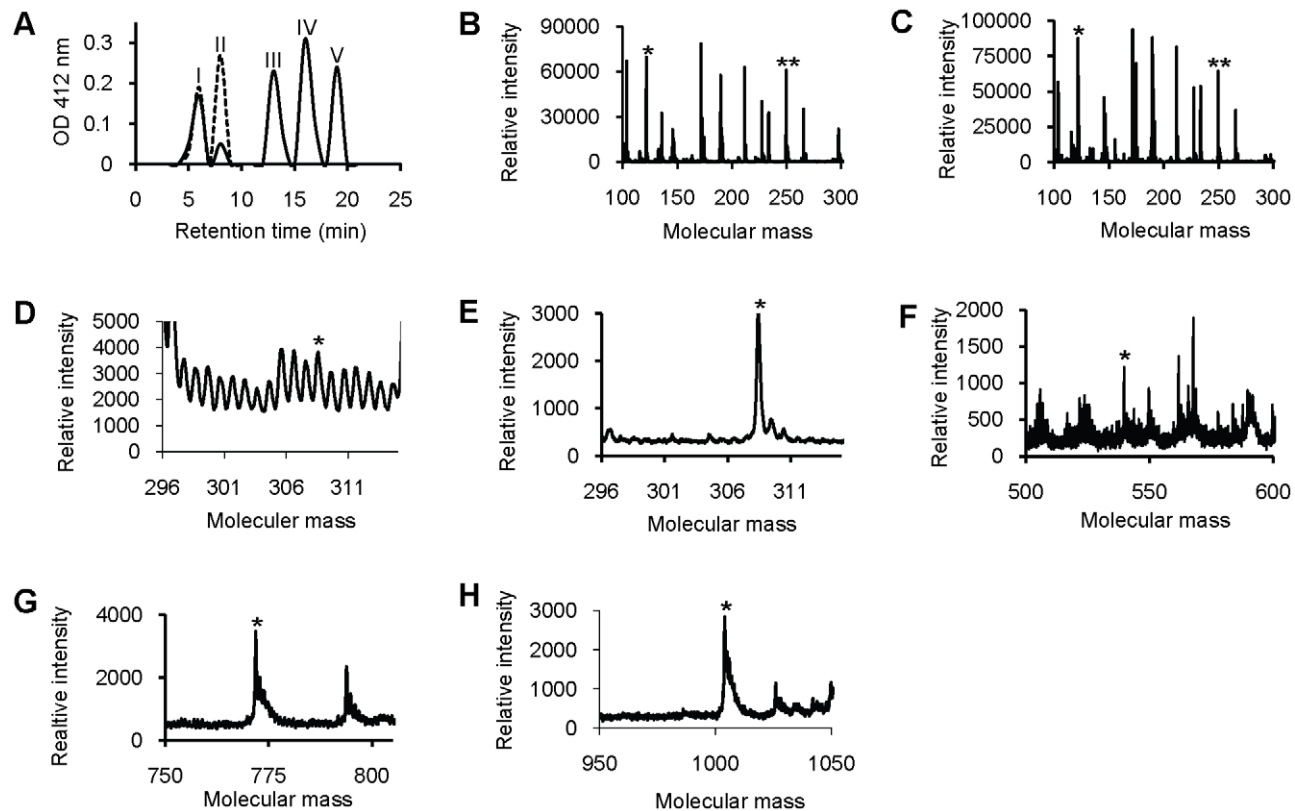 A
OD 412 nm
0.3
0.2
0.1
0
I
II
III
IV
V
0 5 10 15 20 25
Retention time (min)
B
Relative intensity
90000
60000
30000
0
*
**
100 150 200 250 300
Molecular mass
C
Relative intensity
100000
75000
50000
25000
0
*
**
100 150 200 250 300
Molecular mass
D
Relative intensity
5000
4000
3000
2000
1000
0
*
296 301 306 311
Moleculer mass
E
Relative intensity
3000
2000
1000
0
*
296 301 306 311
Molecular mass
F
Relative intensity
2000
1500
1000
500
0
*
500 550 600
Molecular mass
G
Realtive intensity
4000
2000
0
*
750 775 800
Molecular mass
H
Relative intensity
3000
2000
1000
0
*
950 1000 1050
Molecular mass